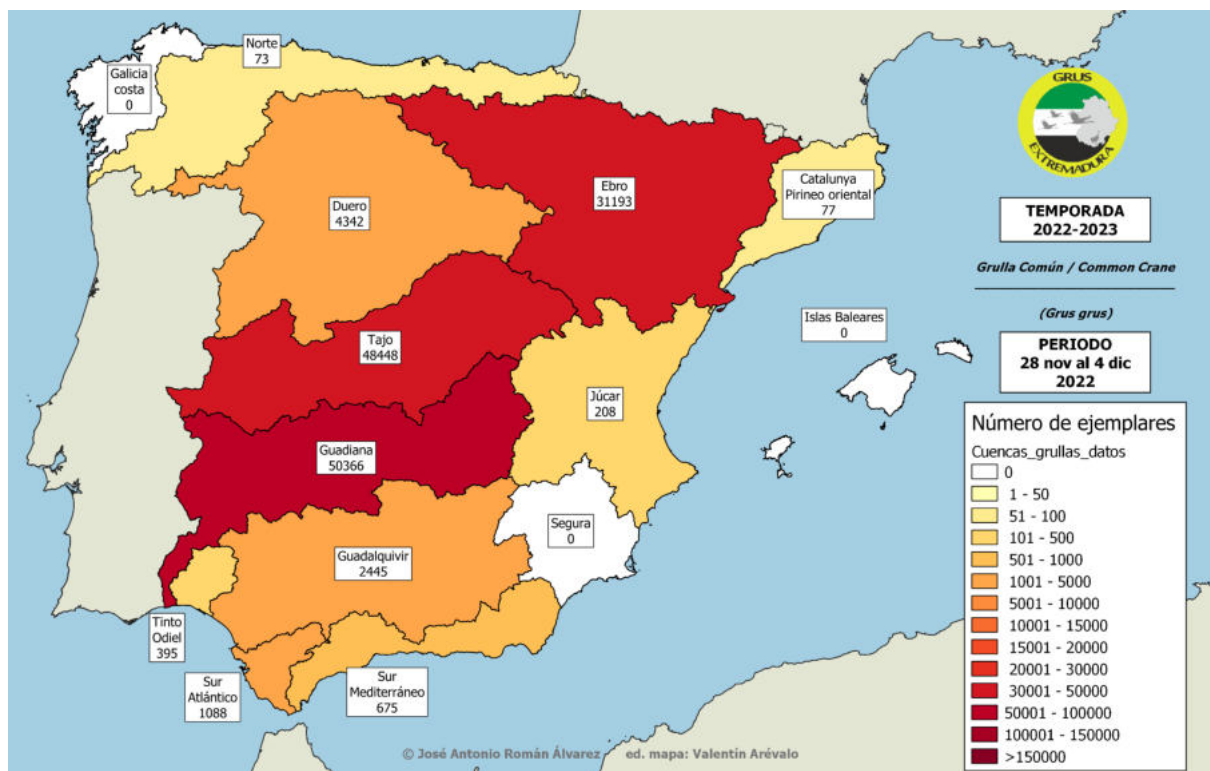 Norte
73
Galicia
costa
0
Duero
4342
Ebro
31193
Catalunya
Pirineo oriental
77
Tajo
48448
Islas Baleares
0
Júcar
208
Guadiana
50366
Segura
0
Guadalquivir
2445
Tinto
Odiel
395
Sur
Atlántico
1088
Sur
Mediterráneo
675
GRUS
EXTREMADURA
TEMPORADA
2022-2023
Grulla Común / Common Crane
(Grus grus)
PERIODO
28 nov al 4 dic
2022
Número de ejemplares
Cuencas_grullas_datos
0
1 - 50
51 - 100
101 - 500
501 - 1000
1001 - 5000
5001 - 10000
10001 - 15000
15001 - 20000
20001 - 30000
30001 - 50000
50001 - 100000
100001 - 150000
>150000
© José Antonio Román Álvarez ed. mapa: Valentín Arévalo